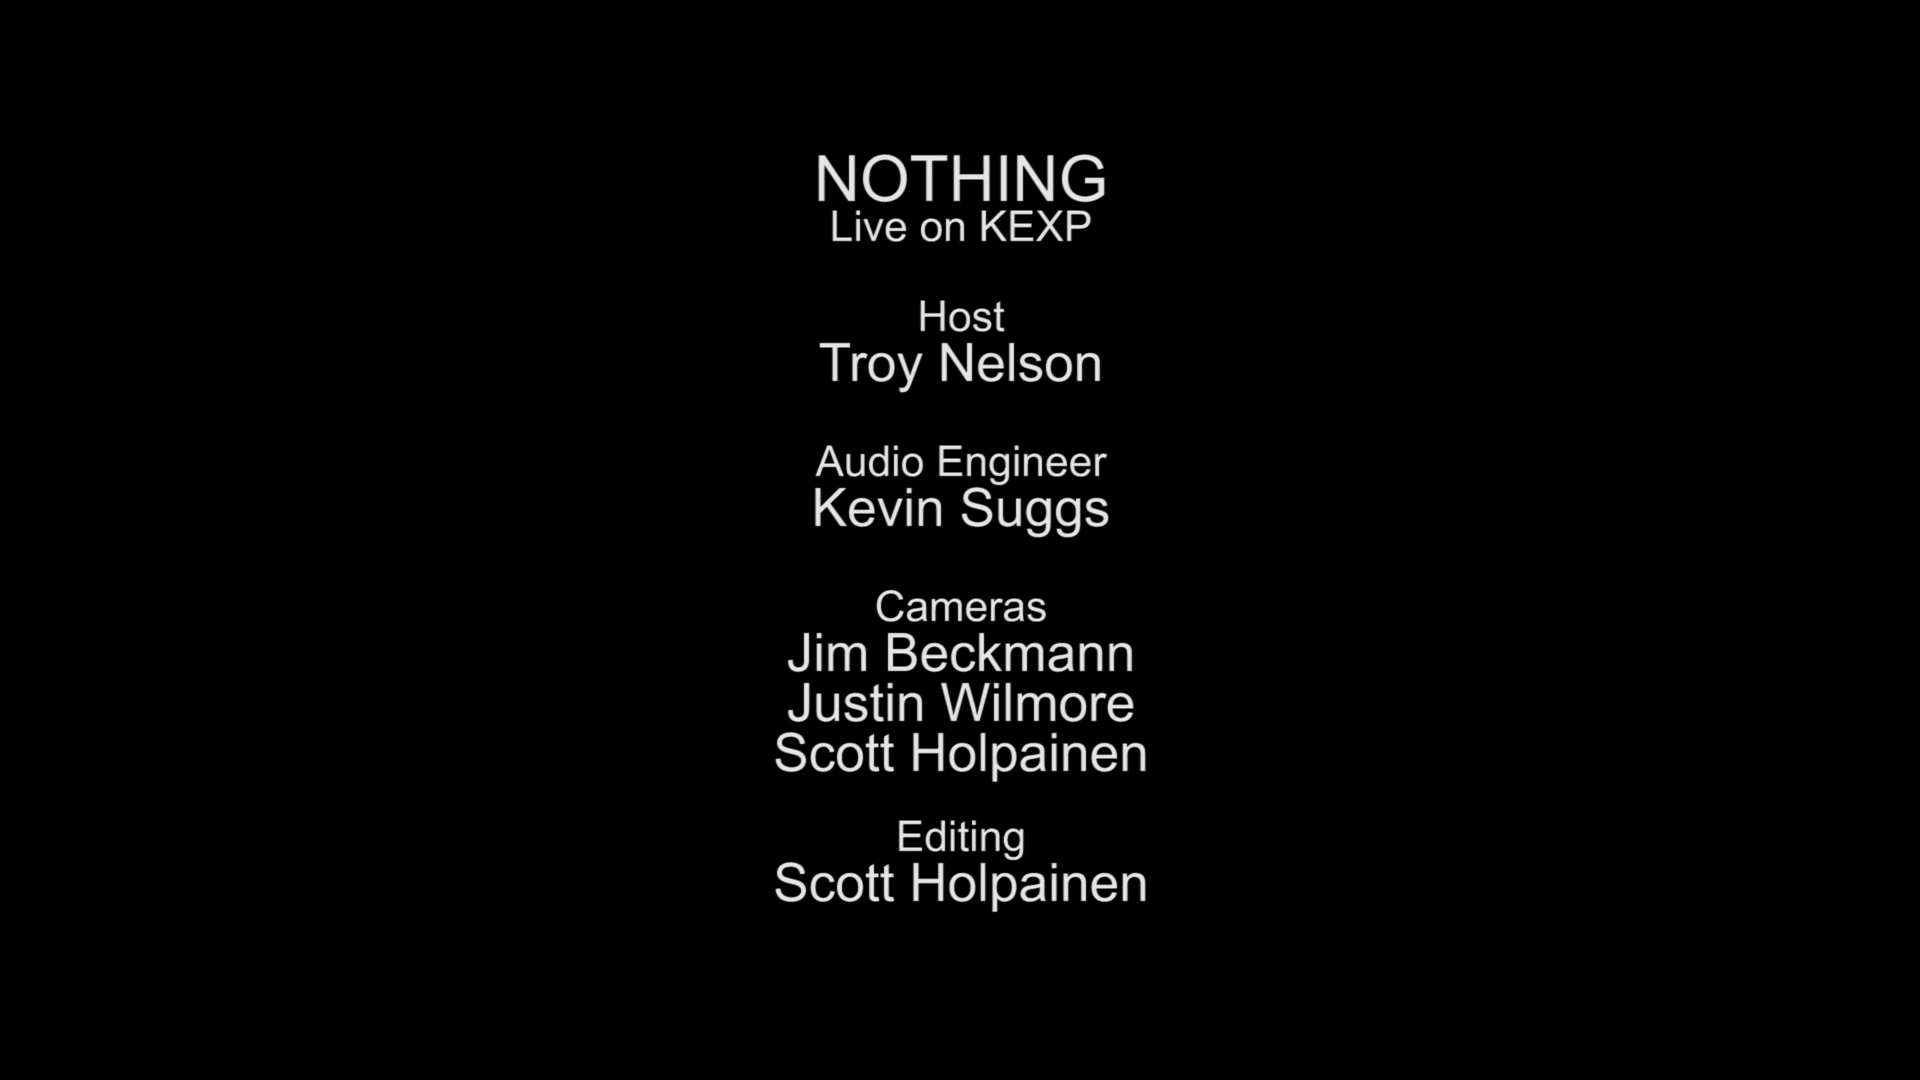 NOTHING
Live on KEXP
Host
Troy Nelson
Audio Engineer
Kevin Suggs
Cameras
Jim Beckmann
Justin Wilmore
Scott Holpainen
Editing
Scott Holpainen